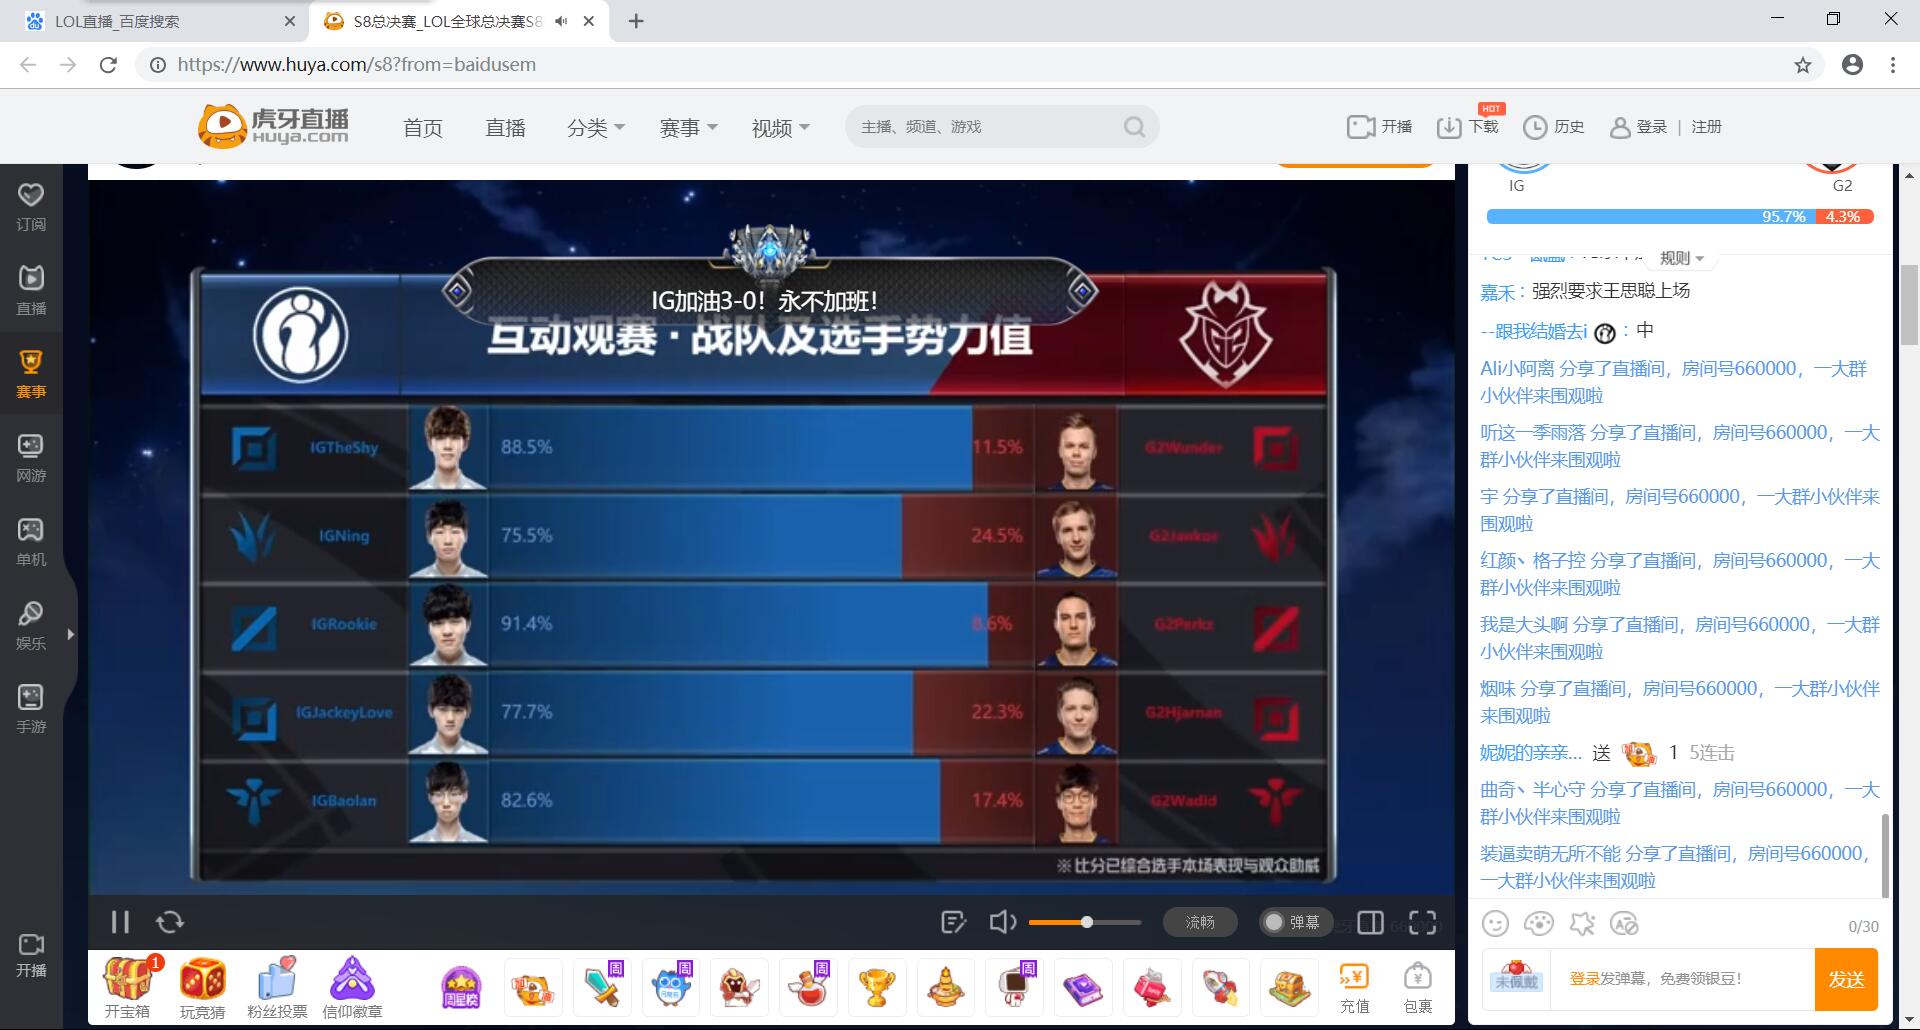 LOL直播_百度搜索
S8总决赛_LOL全球总决赛S8
https://www.huya.com/s8?from=baidusem
虎牙直播
HUYA.com
首页
直播
分类
赛事
视频
主播、频道、游戏
开播
HOT
下载
历史
登录 | 注册
订阅
直播
赛事
网游
单机
娱乐
手游
开播
IG加油3-0！永不加班！
互动观赛·战队及选手势力值
IGTheShy 88.5% 11.5% G2Wunder
IGNing 75.5% 24.5% G2Jankos
IGRookie 91.4% 8.6% G2Perkz
IGJackeyLove 77.7% 22.3% G2Hjarnan
IGBaolan 82.6% 17.4% G2Wadid
※比分已综合选手本场表现与观众助威
流畅
弹幕
1
开宝箱
玩竞猜
粉丝投票
信仰徽章
周星榜
周
周
周
周
充值
包裹
IG G2
95.7% 4.3%
规则
嘉禾：强烈要求王思聪上场
--跟我结婚去i ：中
Ali小阿离 分享了直播间，房间号660000，一大群
小伙伴来围观啦
听这一季雨落 分享了直播间，房间号660000，一大
群小伙伴来围观啦
宇 分享了直播间，房间号660000，一大群小伙伴来
围观啦
红颜丶格子控 分享了直播间，房间号660000，一大
群小伙伴来围观啦
我是大头啊 分享了直播间，房间号660000，一大群
小伙伴来围观啦
烟味 分享了直播间，房间号660000，一大群小伙伴
来围观啦
妮妮的亲亲... 送 1 5连击
曲奇丶半心守 分享了直播间，房间号660000，一大
群小伙伴来围观啦
装逼卖萌无所不能 分享了直播间，房间号660000，
一大群小伙伴来围观啦
0/30
未佩戴
登录发弹幕，免费领银豆！
发送